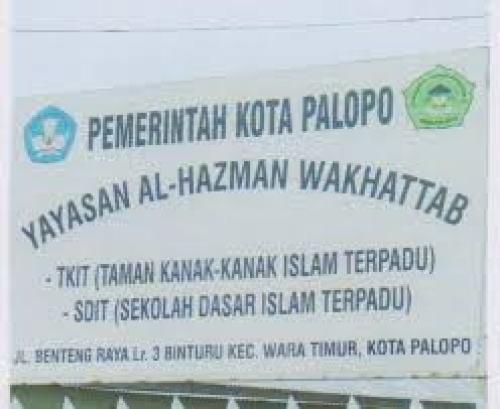 PEMERINTAH KOTA PALOPO
YAYASAN AL-HAZMAN WAKHATTAB
- TKIT (TAMAN KANAK-KANAK ISLAM TERPADU)
- SDIT (SEKOLAH DASAR ISLAM TERPADU)
JL. BENTENG RAYA Lr. 3 BINTURU KEC. WARA TIMUR, KOTA PALOPO